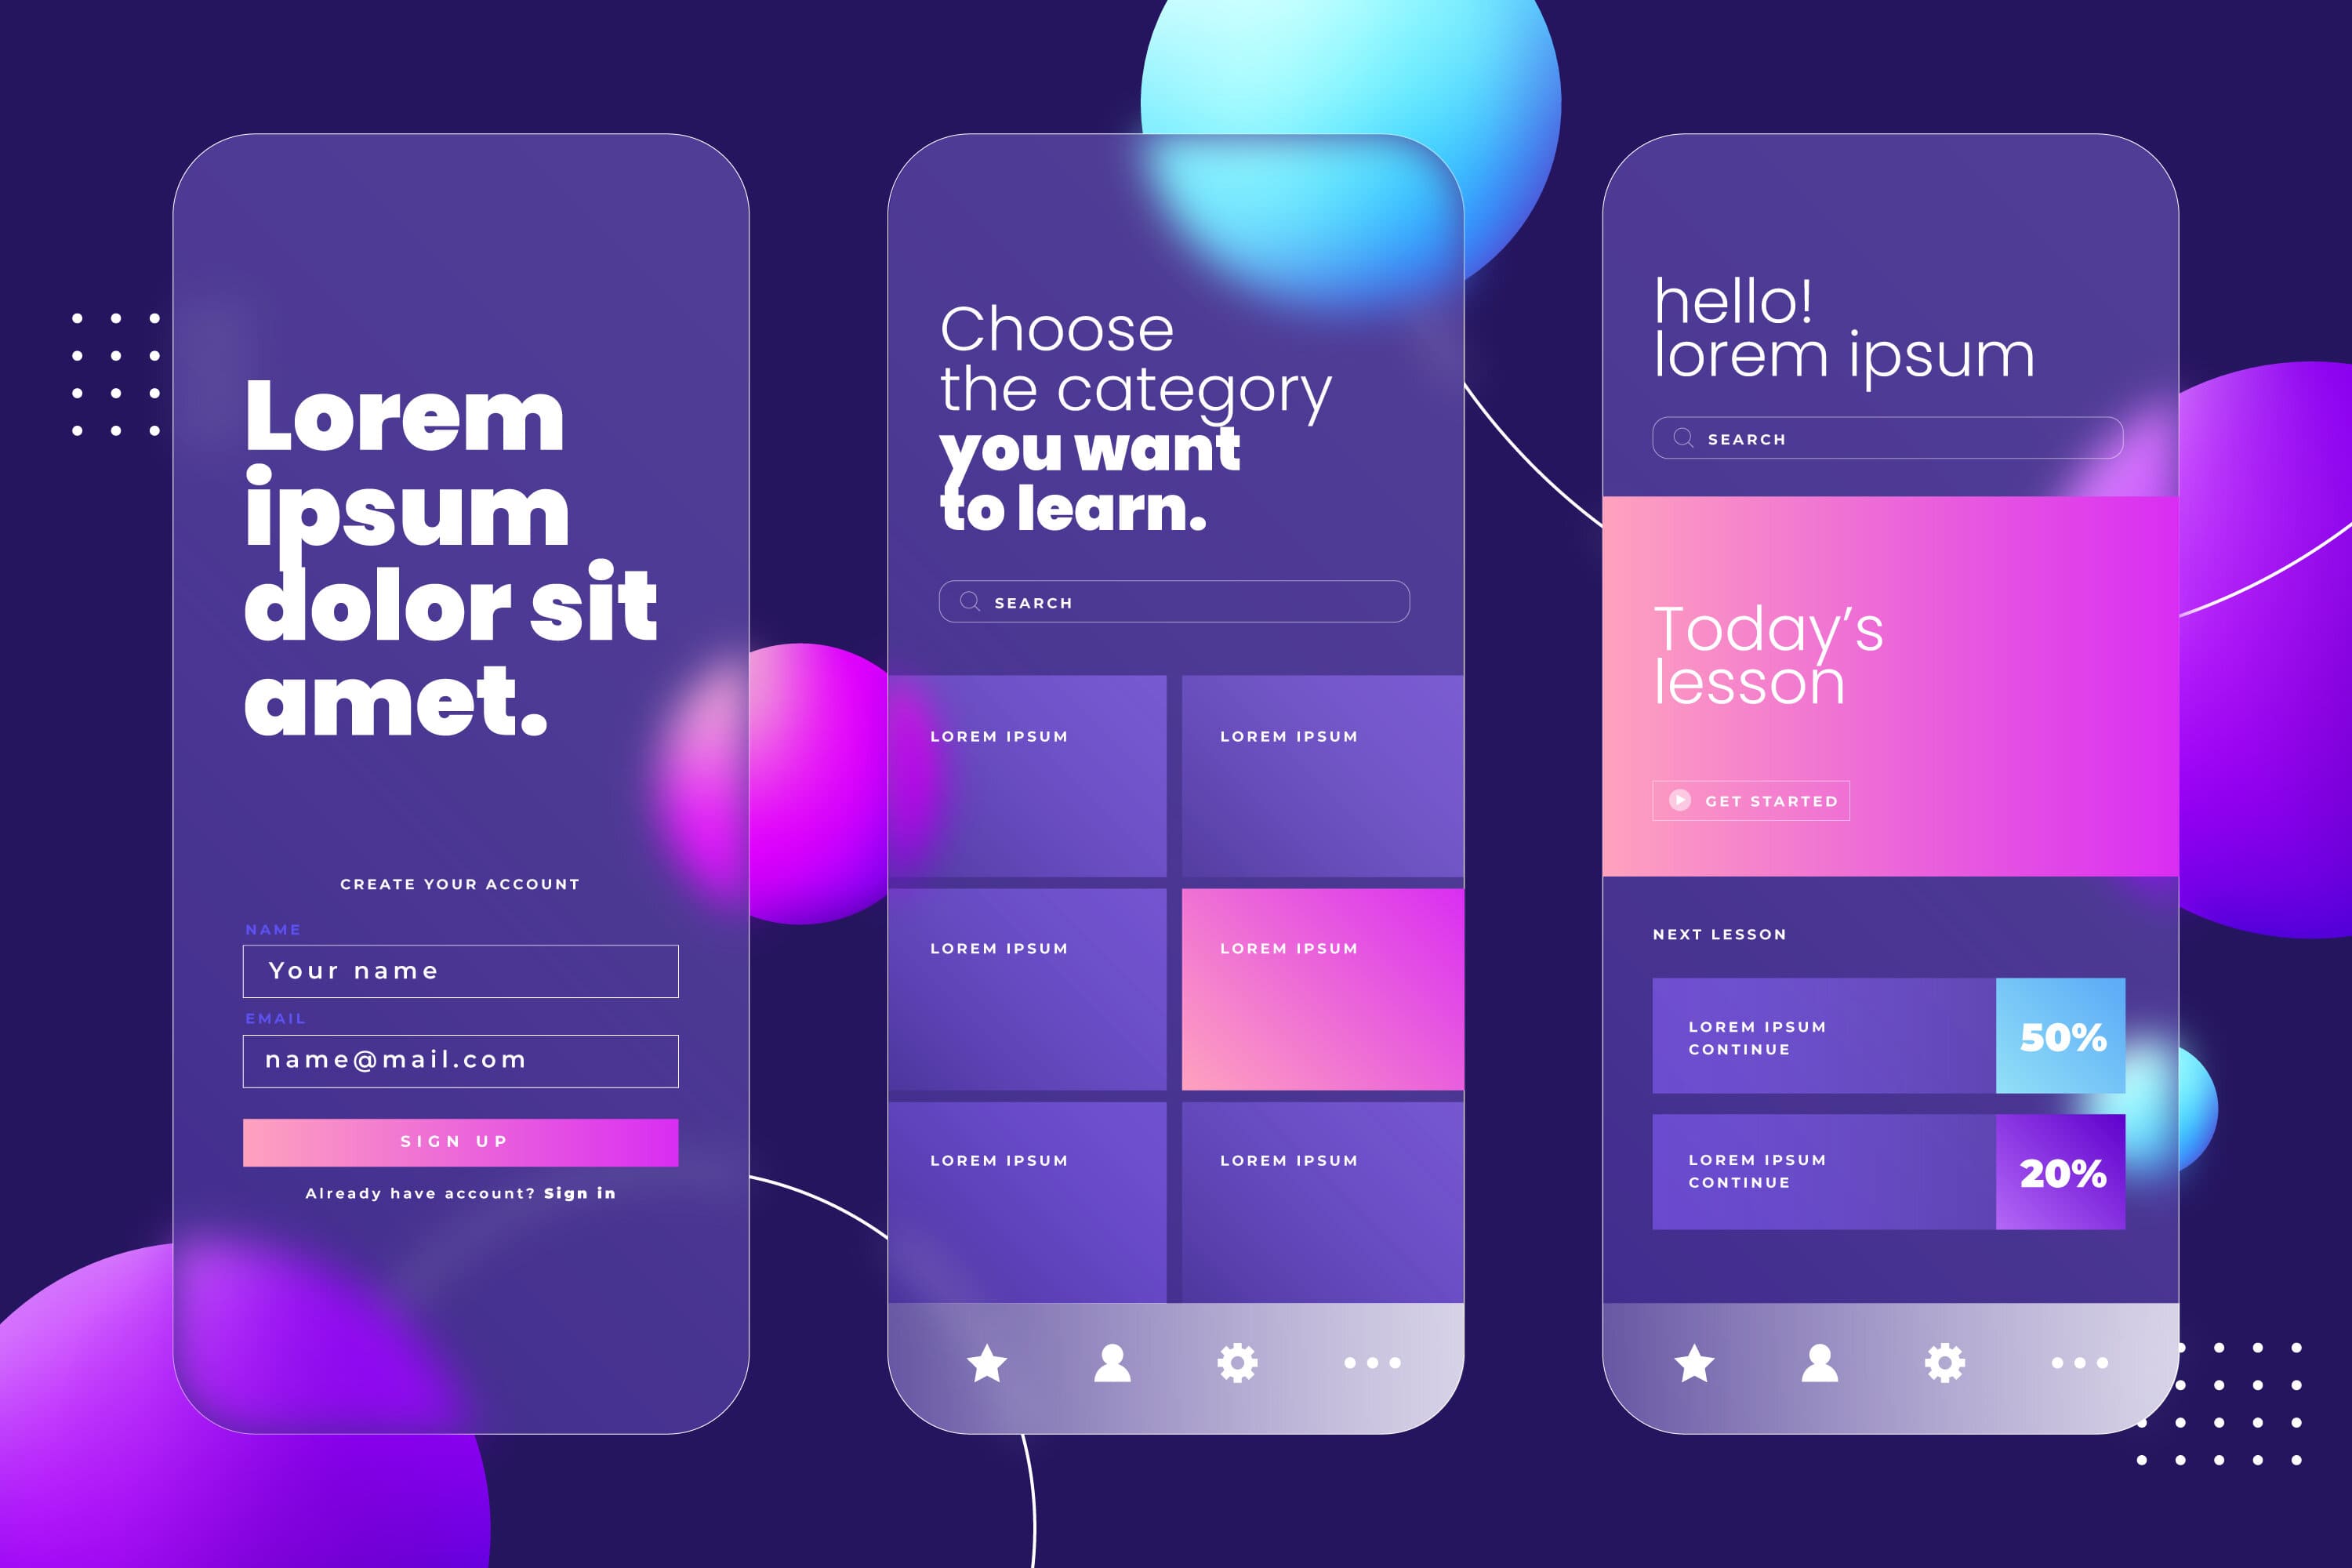 Lorem
ipsum
dolor sit
amet.
CREATE YOUR ACCOUNT
NAME
Your name
EMAIL
name@mail.com
SIGN UP
Already have account? Sign in
Choose
the category
you want
to learn.
SEARCH
LOREM IPSUM
LOREM IPSUM
LOREM IPSUM
LOREM IPSUM
LOREM IPSUM
LOREM IPSUM
hello!
lorem ipsum
SEARCH
Today’s
lesson
GET STARTED
NEXT LESSON
LOREM IPSUM
CONTINUE
50%
LOREM IPSUM
CONTINUE
20%